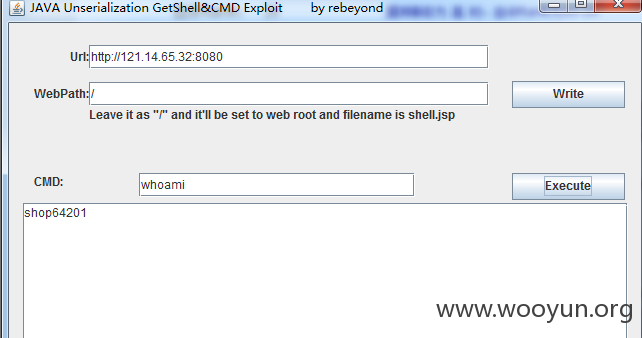 JAVA Unserialization GetShell&CMD Exploit by rebeyond
Url: http://121.14.65.32:8080
WebPath: / Write
Leave it as "/" and it'll be set to web root and filename is shell.jsp
CMD: whoami Execute
shop64201
www.wooyun.org